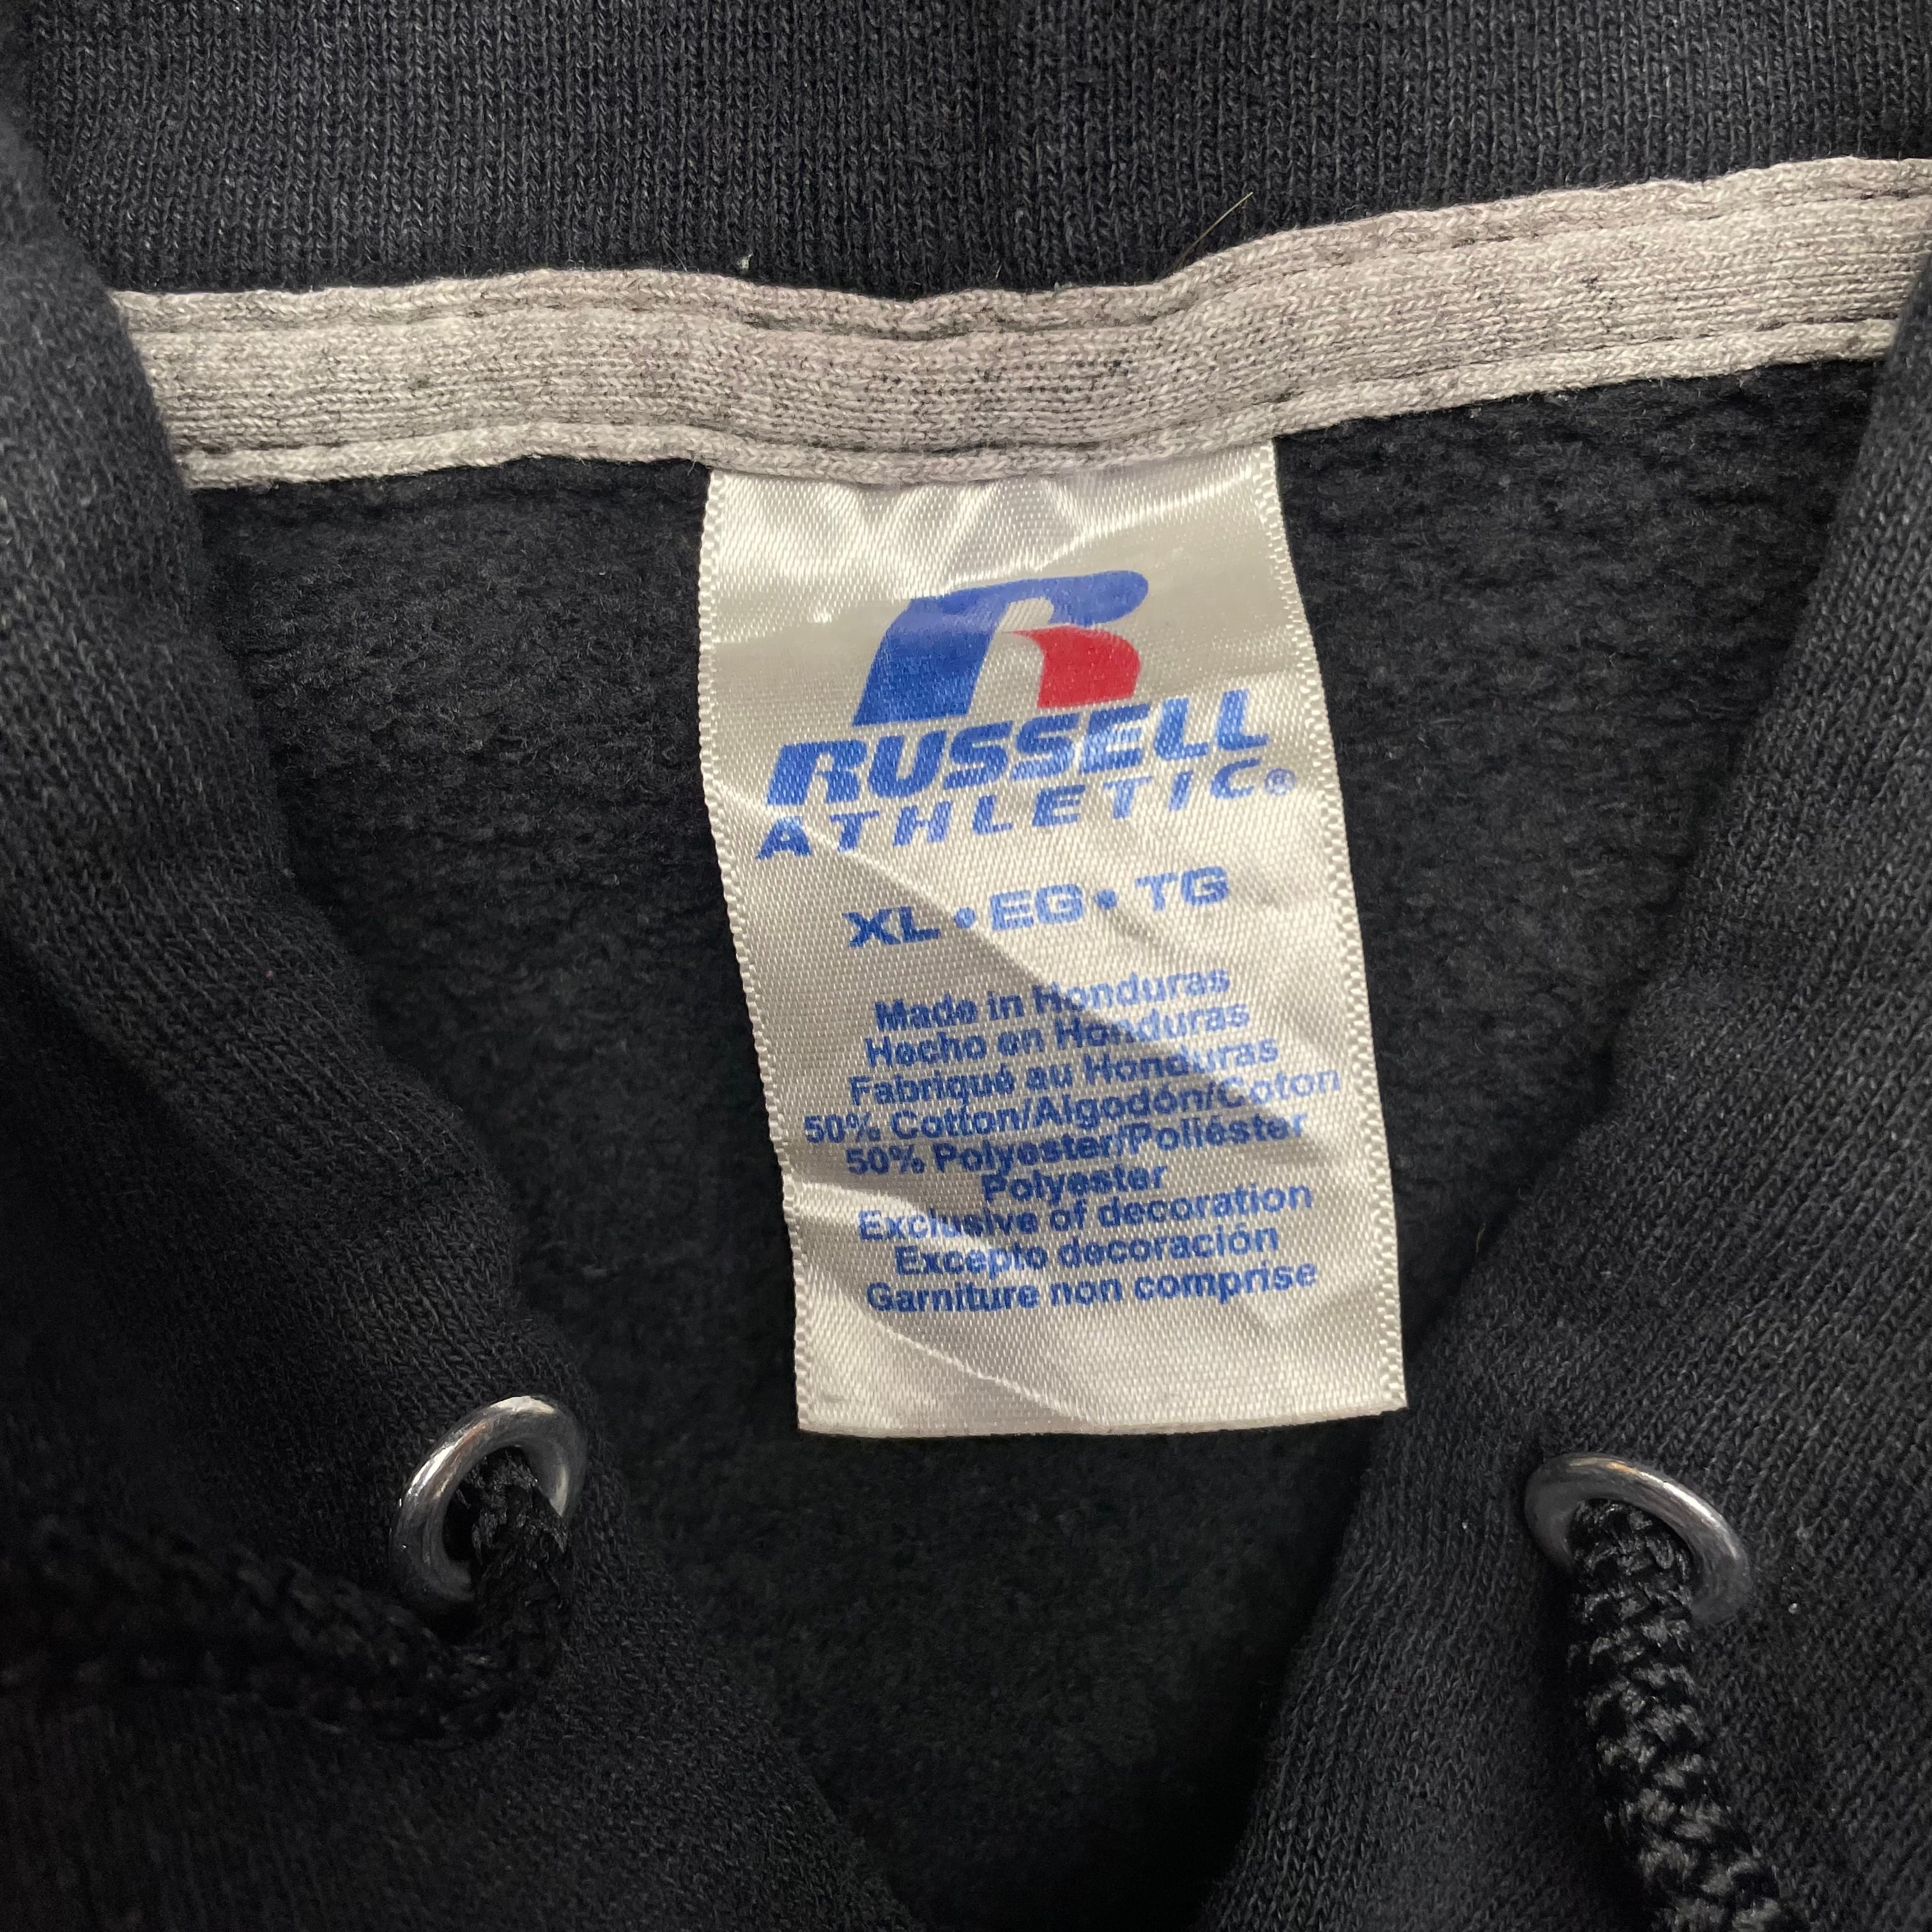 R
RUSSELL
ATHLETIC®
XL • EG • TG
Made in Honduras
Hecho en Honduras
Fabriqué au Honduras
50% Cotton/Algodón/Coton
50% Polyester/Poliéster
Polyester
Exclusive of decoration
Excepto decoración
Garniture non comprise